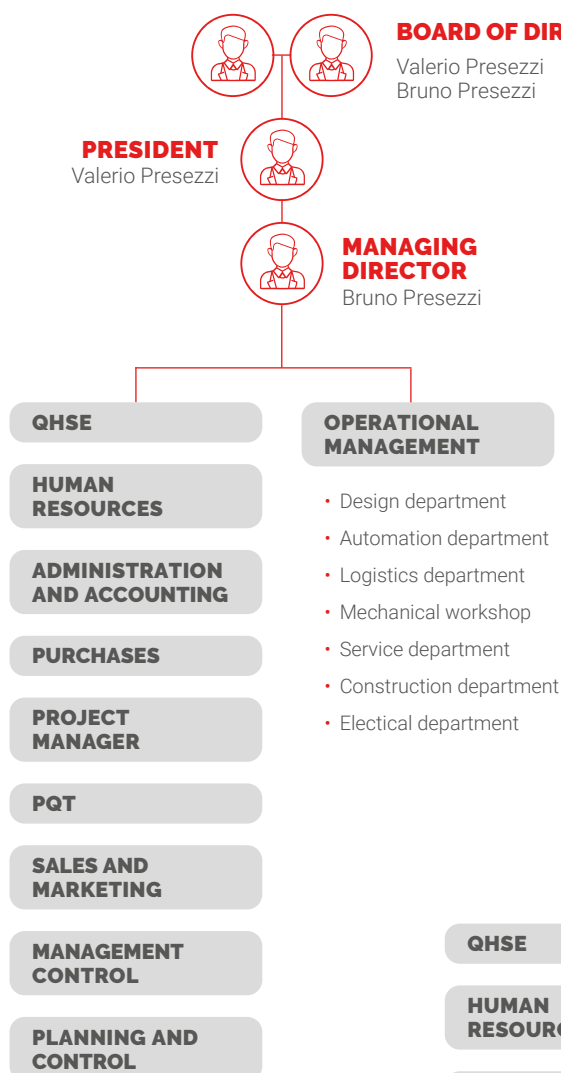 BOARD OF DIR
Valerio Presezzi
Bruno Presezzi
PRESIDENT
Valerio Presezzi
MANAGING
DIRECTOR
Bruno Presezzi
QHSE
HUMAN
RESOURCES
ADMINISTRATION
AND ACCOUNTING
PURCHASES
PROJECT
MANAGER
PQT
SALES AND
MARKETING
MANAGEMENT
CONTROL
PLANNING AND
CONTROL
OPERATIONAL
MANAGEMENT
• Design department
• Automation department
• Logistics department
• Mechanical workshop
• Service department
• Construction department
• Electical department
QHSE
HUMAN
RESOURC